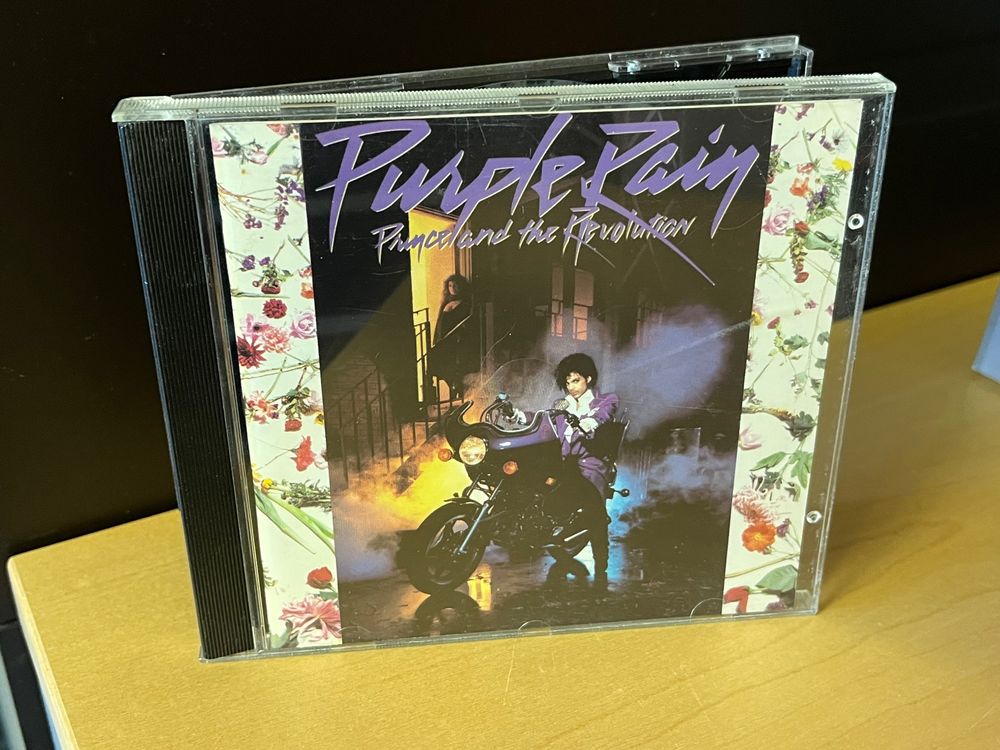 Purple Rain
Prince and the Revolution